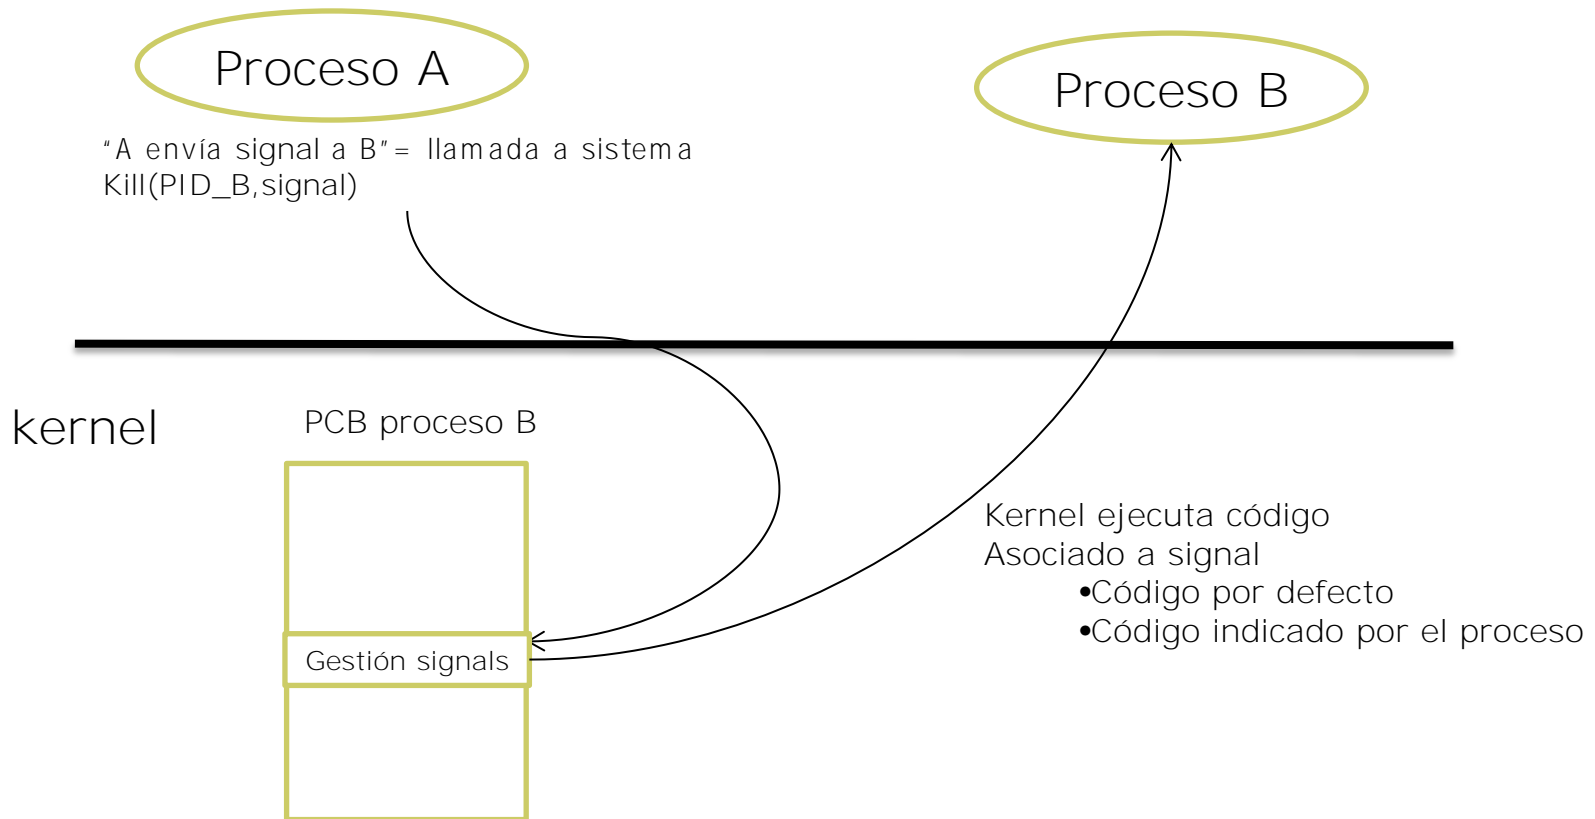 Proceso A
Proceso B
"A envía signal a B"= llamada a sistema
Kill(PID_B,signal)
kernel
PCB proceso B
Kernel ejecuta código
Asociado a signal
•Código por defecto
•Código indicado por el proceso
Gestión signals